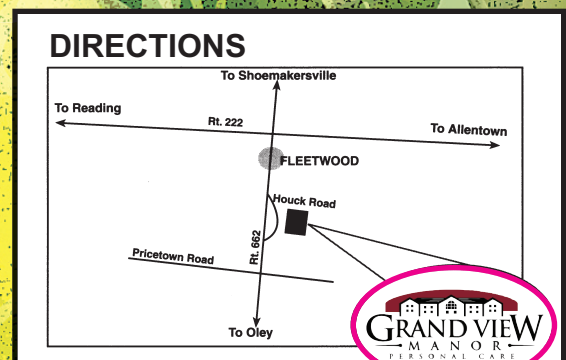 DIRECTIONS
To Shoemakersville
To Reading
Rt. 222
To Allentown
FLEETWOOD
Houck Road
Rt. 662
Pricetown Road
To Oley
GRAND VIEW
MANOR
PERSONAL CARE